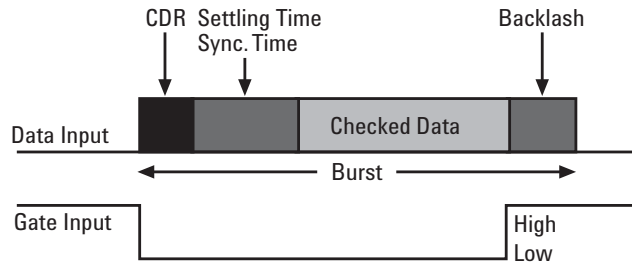 CDR Settling Time Backlash
Sync. Time
Data Input Checked Data
Burst
Gate Input High
Low